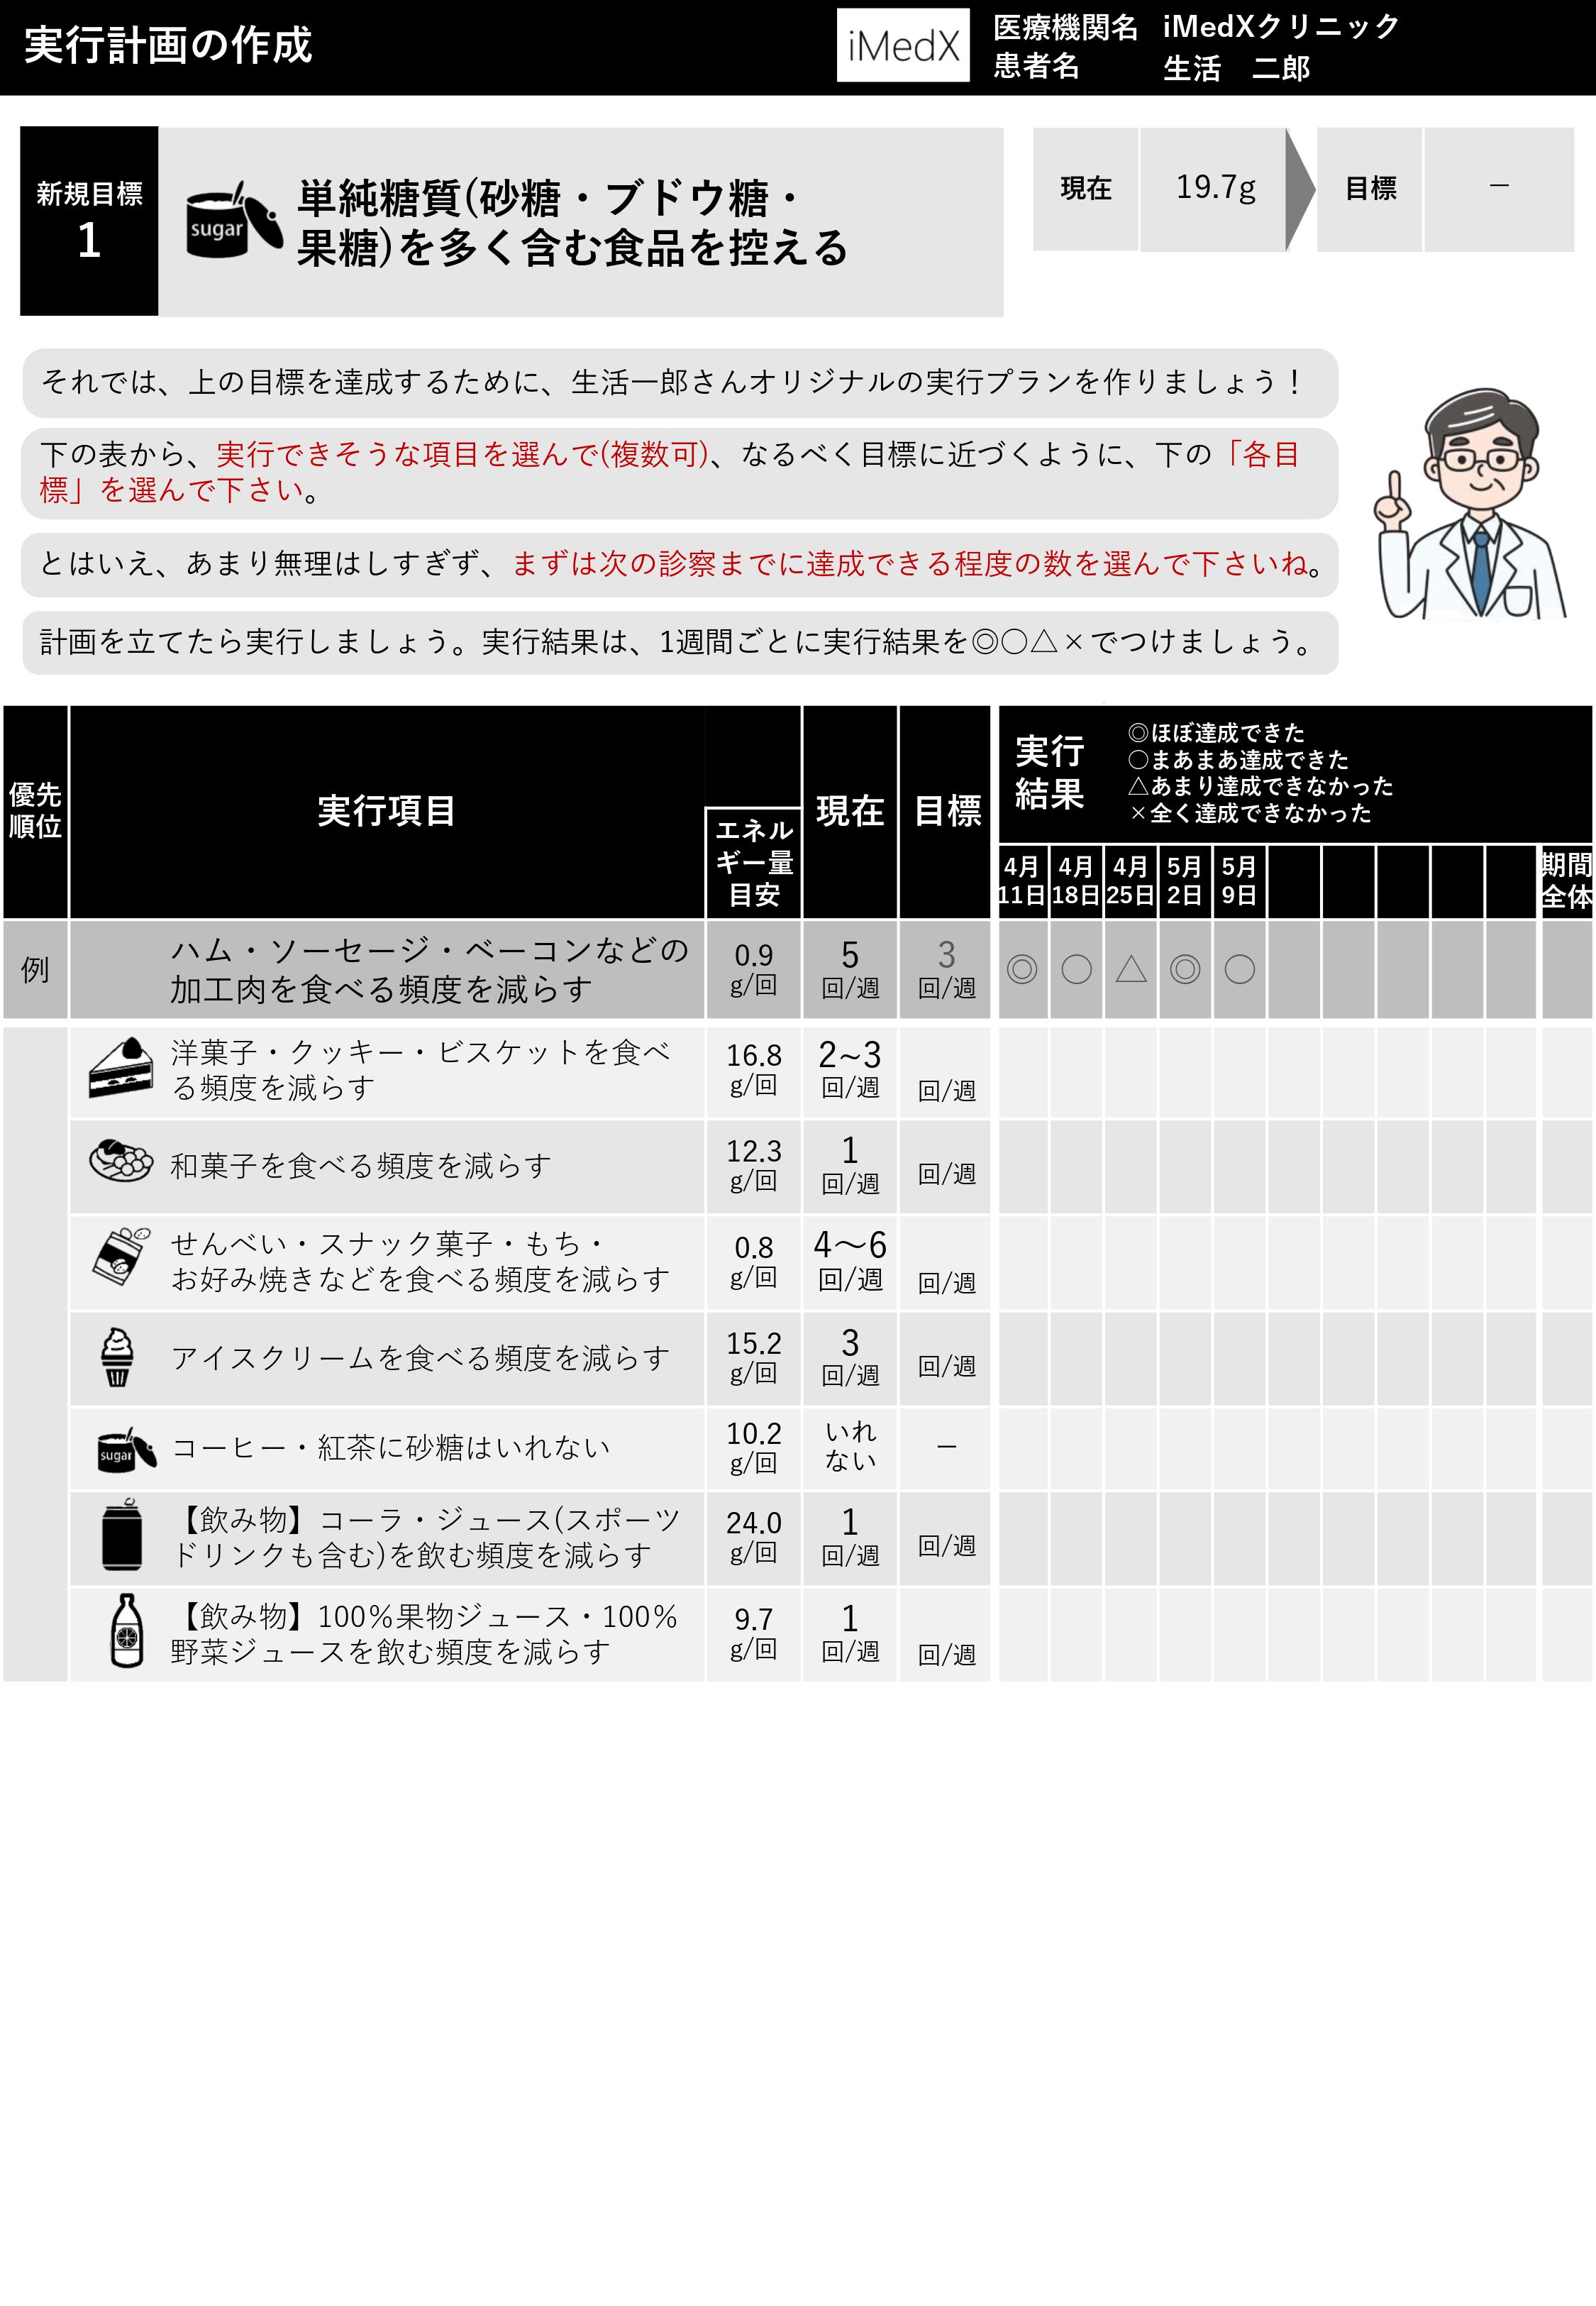 実行計画の作成
iMedX
医療機関名 iMedXクリニック
患者名 生活　二郎
新規目標
1
sugar
単純糖質(砂糖・ブドウ糖・
果糖)を多く含む食品を控える
現在 19.7g 目標 －
それでは、上の目標を達成するために、生活一郎さんオリジナルの実行プランを作りましょう！
下の表から、実行できそうな項目を選んで(複数可)、なるべく目標に近づくように、下の「各目
標」を選んで下さい。
とはいえ、あまり無理はしすぎず、まずは次の診察までに達成できる程度の数を選んで下さいね。
計画を立てたら実行しましょう。実行結果は、1週間ごとに実行結果を◎〇△×でつけましょう。
優先
順位
実行項目
エネル
ギー量
目安
現在
目標
実行
結果
◎ほぼ達成できた
〇まあまあ達成できた
△あまり達成できなかった
×全く達成できなかった
4月
11日
4月
18日
4月
25日
5月
2日
5月
9日
期間
全体
例
ハム・ソーセージ・ベーコンなどの
加工肉を食べる頻度を減らす
0.9
g/回
5
回/週
3
回/週
◎ 〇 △ ◎ 〇
洋菓子・クッキー・ビスケットを食べ
る頻度を減らす
16.8
g/回
2~3
回/週
回/週
和菓子を食べる頻度を減らす
12.3
g/回
1
回/週
回/週
せんべい・スナック菓子・もち・
お好み焼きなどを食べる頻度を減らす
0.8
g/回
4～6
回/週
回/週
アイスクリームを食べる頻度を減らす
15.2
g/回
3
回/週
回/週
sugar
コーヒー・紅茶に砂糖はいれない
10.2
g/回
いれ
ない
－
【飲み物】コーラ・ジュース(スポーツ
ドリンクも含む)を飲む頻度を減らす
24.0
g/回
1
回/週
回/週
【飲み物】100％果物ジュース・100％
野菜ジュースを飲む頻度を減らす
9.7
g/回
1
回/週
回/週